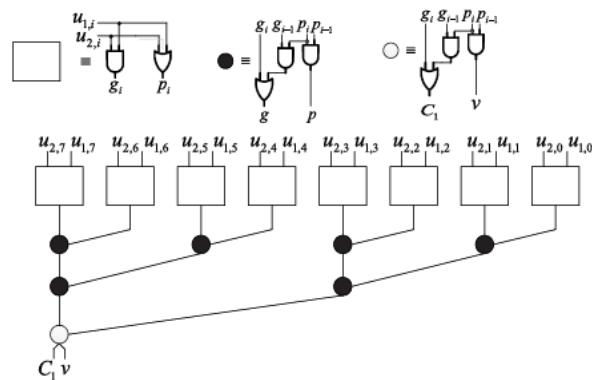 u1,i
u2,i
≡
gi pi
≡
gi gi−1 pi pi−1
g p
≡
gi gi−1 pi pi−1
C1 v
u2,7 u1,7 u2,6 u1,6 u2,5 u1,5 u2,4 u1,4 u2,3 u1,3 u2,2 u1,2 u2,1 u1,1 u2,0 u1,0
C1 v